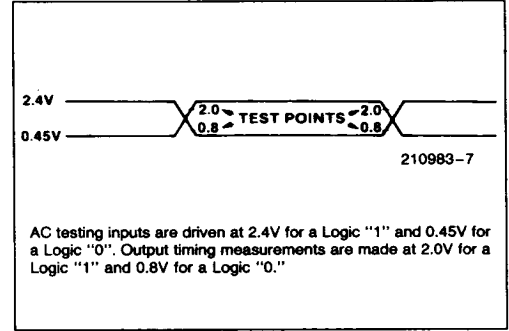 2.4V
2.0 TEST POINTS 2.0
0.8 0.8
0.45V
210983-7
AC testing inputs are driven at 2.4V for a Logic "1" and 0.45V for
a Logic "0". Output timing measurements are made at 2.0V for a
Logic "1" and 0.8V for a Logic "0."